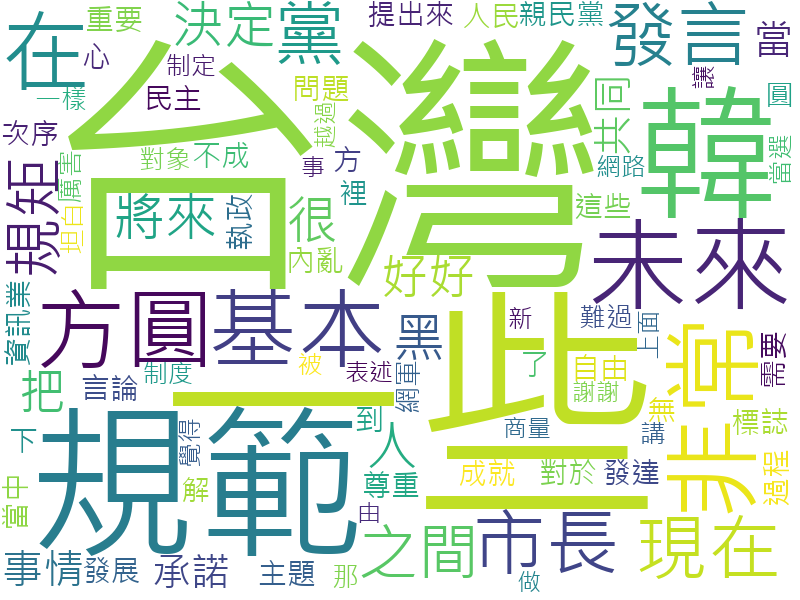 重要
決定
黨
提出來
人民
親民黨
發言
當
在
心
制定
台灣
讓
民主
問題
一樣
越過
共同
圓
韓
次序
對象
不成
事
方
網路
當選
厲害
規矩
裡
這些
將來
執政
很
坦白
內亂
好好
未來
一些
資訊業
方圓
基本
黑
新
難過
上面
非常
需要
把
言論
制度
被
表述
網軍
了
自由
謝謝
規範
到
人
無
標誌
下
覺得
商量
講
當中
解
尊重
成就
對於
發達
過程
由
市長
現在
之間
事情
發展
承諾
主題
那
做